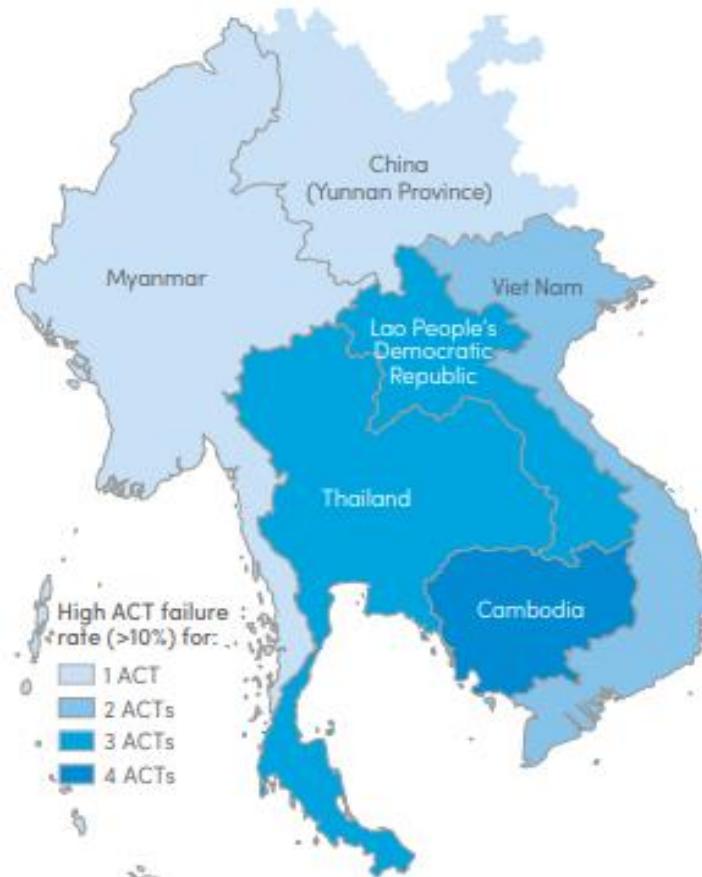 China
(Yunnan Province)
Myanmar
Viet Nam
Lao People's
Democratic
Republic
Thailand
Cambodia
High ACT failure
rate (>10%) for:
1 ACT
2 ACTs
3 ACTs
4 ACTs